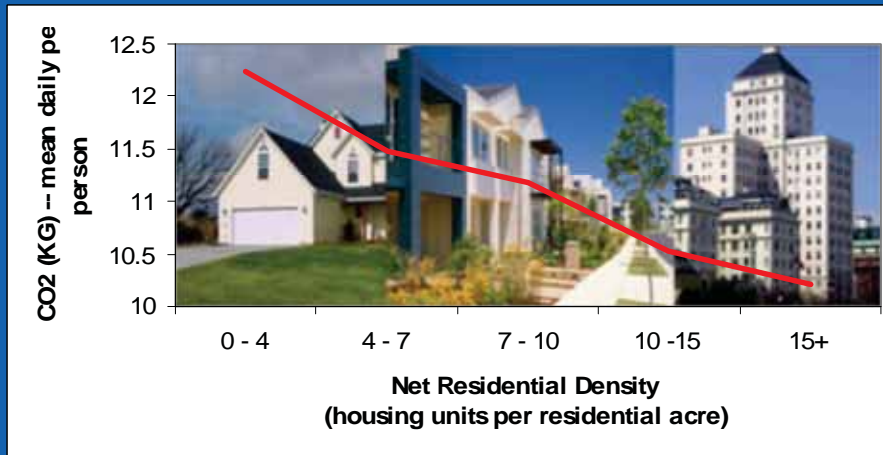 CO2 (KG) -- mean daily pe
person
12.5
12
11.5
11
10.5
10
0 - 4
4 - 7
7 - 10
10 -15
15+
Net Residential Density
(housing units per residential acre)